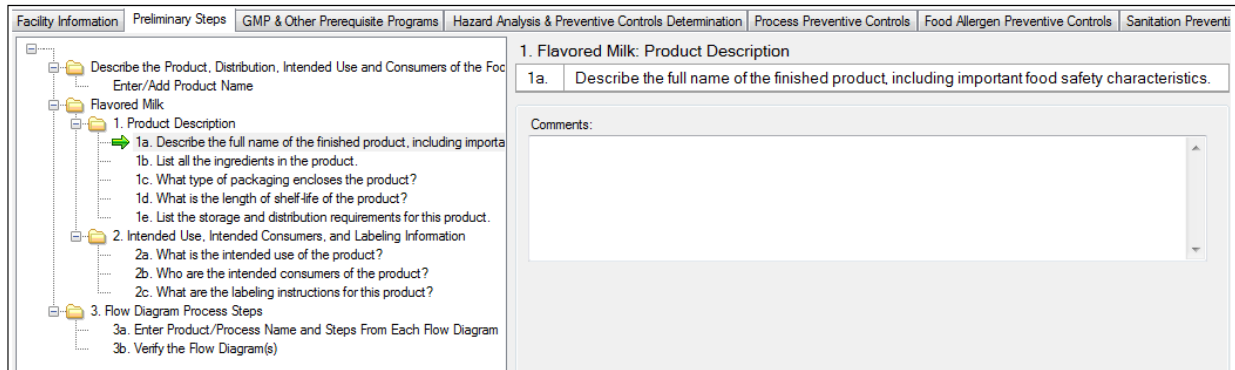 Facility Information
Preliminary Steps
GMP & Other Prerequisite Programs
Hazard Analysis & Preventive Controls Determination
Process Preventive Controls
Food Allergen Preventive Controls
Sanitation Preventi
Describe the Product, Distribution, Intended Use and Consumers of the Foc
Enter/Add Product Name
Flavored Milk
1. Product Description
1a. Describe the full name of the finished product, including importa
1b. List all the ingredients in the product.
1c. What type of packaging encloses the product?
1d. What is the length of shelf-life of the product?
1e. List the storage and distribution requirements for this product.
2. Intended Use, Intended Consumers, and Labeling Information
2a. What is the intended use of the product?
2b. Who are the intended consumers of the product?
2c. What are the labeling instructions for this product?
3. Flow Diagram Process Steps
3a. Enter Product/Process Name and Steps From Each Flow Diagram
3b. Verify the Flow Diagram(s)
1. Flavored Milk: Product Description
1a. Describe the full name of the finished product, including important food safety characteristics.
Comments: